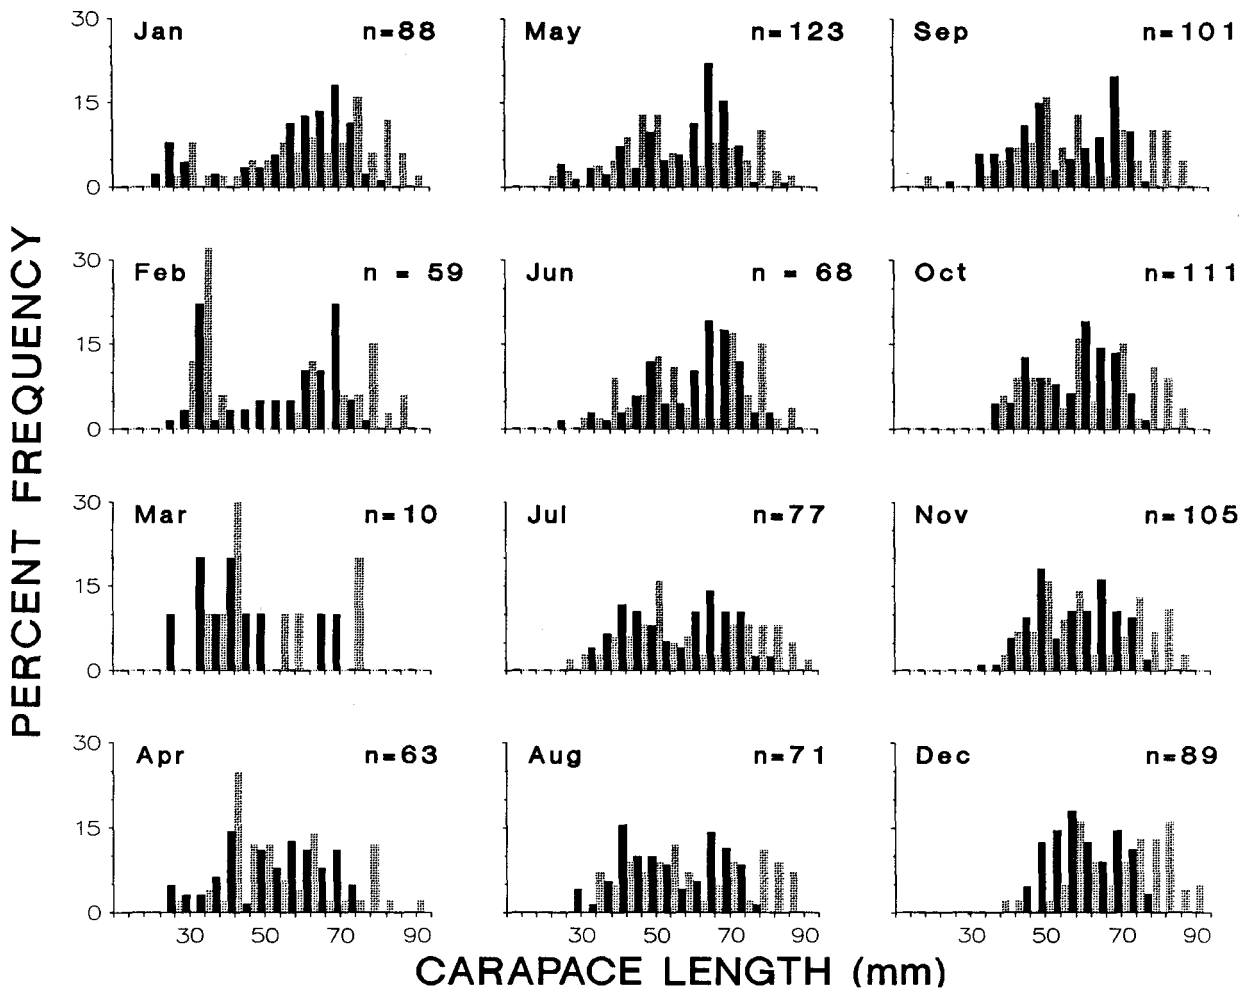 30 Jan n=88 May n=123 Sep n=101
15
0
30 Feb n = 59 Jun n = 68 Oct n=111
15
0
30 Mar n=10 Jul n=77 Nov n=105
15
0
30 Apr n=63 Aug n=71 Dec n=89
15
0
30 50 70 90 30 50 70 90 30 50 70 90
PERCENT FREQUENCY
CARAPACE LENGTH (mm)